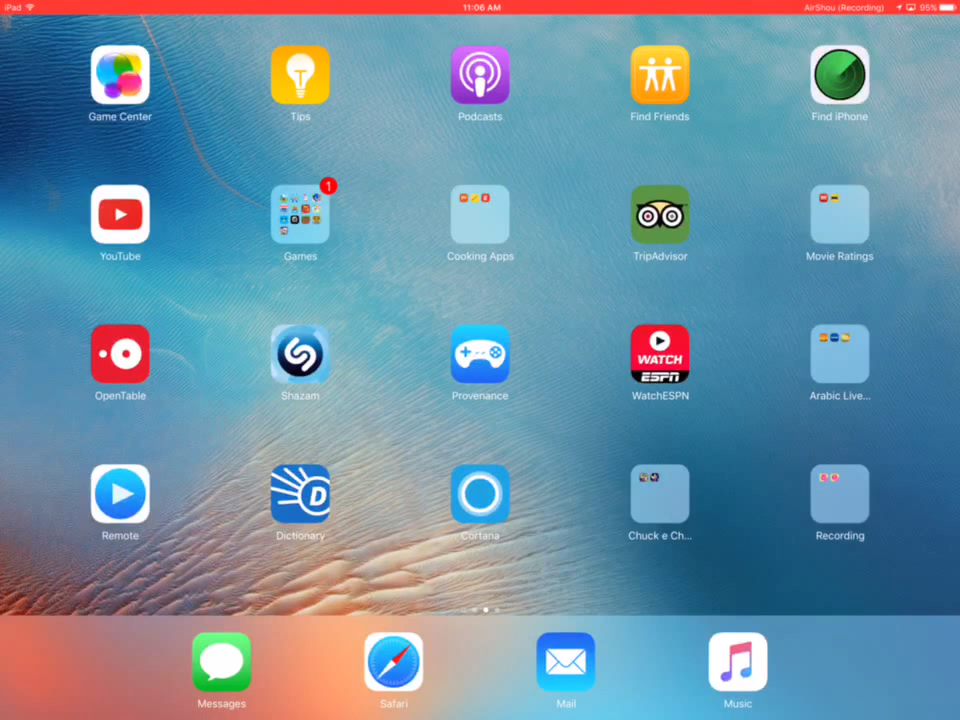 iPad 11:06 AM AirShou (Recording) 95%
Game Center Tips Podcasts Find Friends Find iPhone
1
YouTube Games Cooking Apps TripAdvisor Movie Ratings
WATCH
ESPN
OpenTable Shazam Provenance WatchESPN Arabic Live...
D
Remote Dictionary Cortana Chuck e Ch... Recording
Messages Safari Mail Music